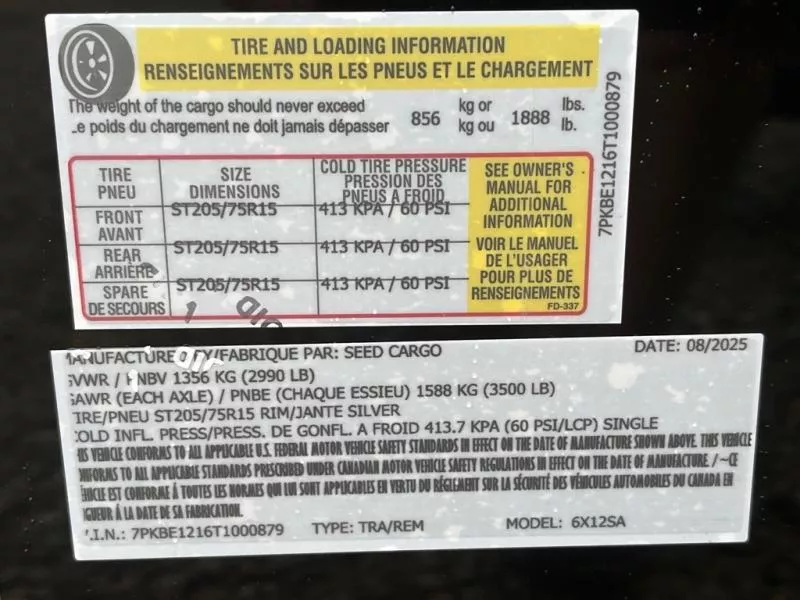 TIRE AND LOADING INFORMATION
RENSEIGNEMENTS SUR LES PNEUS ET LE CHARGEMENT
The weight of the cargo should never exceed 856 kg or 1888 lbs.
Le poids du chargement ne doit jamais dépasser kg ou lb.
TIRE PNEU SIZE DIMENSIONS COLD TIRE PRESSURE PRESSION DES PNEUS A FROID
FRONT AVANT ST205/75R15 413 KPA / 60 PSI
REAR ARRIÈRE ST205/75R15 413 KPA / 60 PSI
SPARE DE SECOURS ST205/75R15 413 KPA / 60 PSI
SEE OWNER'S
MANUAL FOR
ADDITIONAL
INFORMATION
VOIR LE MANUEL
DE L'USAGER
POUR PLUS DE
RENSEIGNEMENTS
FD-337
7PKBE1216T1000879
MANUFACTURED BY/FABRIQUE PAR: SEED CARGO DATE: 08/2025
GVWR / PNBV 1356 KG (2990 LB)
GAWR (EACH AXLE) / PNBE (CHAQUE ESSIEU) 1588 KG (3500 LB)
TIRE/PNEU ST205/75R15 RIM/JANTE SILVER
COLD INFL. PRESS/PRESS. DE GONFL. A FROID 413.7 KPA (60 PSI/LCP) SINGLE
THIS VEHICLE CONFORMS TO ALL APPLICABLE U.S. FEDERAL MOTOR VEHICLE SAFETY STANDARDS IN EFFECT ON THE DATE OF MANUFACTURE SHOWN ABOVE. THIS VEHICLE
CONFORMS TO ALL APPLICABLE STANDARDS PRESCRIBED UNDER CANADIAN MOTOR VEHICLE SAFETY REGULATIONS IN EFFECT ON THE DATE OF MANUFACTURE. / ~CE
VÉHICLE EST CONFORME À TOUTES LES NORMES QUI LUI SONT APPLICABLES EN VERTU DU RÉGLEMENT SUR LA SÉCURITÉ DES VÉHICULES AUTOMOBILES DU CANADA EN
VIGUEUR À LA DATE DE SA FABRICATION.
V.I.N.: 7PKBE1216T1000879 TYPE: TRA/REM MODEL: 6X12SA